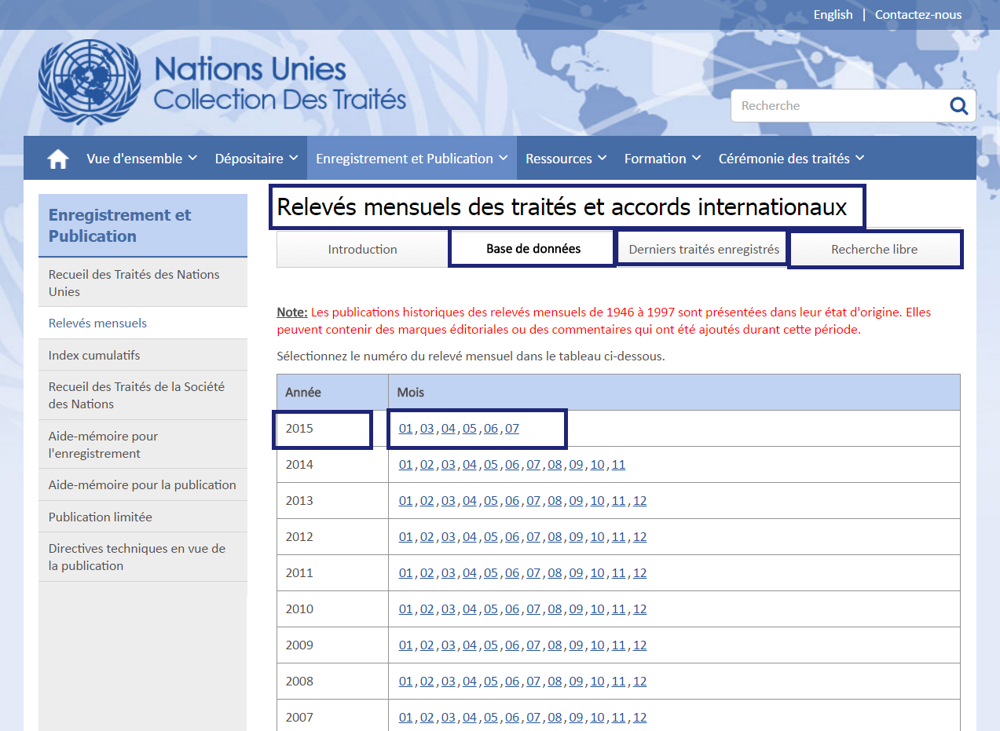 English | Contactez-nous
Nations Unies
Collection Des Traités
Recherche
Vue d'ensemble Dépositaire Enregistrement et Publication Ressources Formation Cérémonie des traités
Enregistrement et
Publication
Recueil des Traités des Nations
Unies
Relevés mensuels
Index cumulatifs
Recueil des Traités de la Société
des Nations
Aide-mémoire pour
l'enregistrement
Aide-mémoire pour la publication
Publication limitée
Directives techniques en vue de
la publication
Relevés mensuels des traités et accords internationaux
Introduction Base de données Derniers traités enregistrés Recherche libre
Note: Les publications historiques des relevés mensuels de 1946 à 1997 sont présentées dans leur état d'origine. Elles
peuvent contenir des marques éditoriales ou des commentaires qui ont été ajoutés durant cette période.
Sélectionnez le numéro du relevé mensuel dans le tableau ci-dessous.
Année Mois
2015 01 , 03 , 04 , 05 , 06 , 07
2014 01 , 02 , 03 , 04 , 05 , 06 , 07 , 08 , 09 , 10 , 11
2013 01 , 02 , 03 , 04 , 05 , 06 , 07 , 08 , 09 , 10 , 11 , 12
2012 01 , 02 , 03 , 04 , 05 , 06 , 07 , 08 , 09 , 10 , 11 , 12
2011 01 , 02 , 03 , 04 , 05 , 06 , 07 , 08 , 09 , 10 , 11 , 12
2010 01 , 02 , 03 , 04 , 05 , 06 , 07 , 08 , 09 , 10 , 11 , 12
2009 01 , 02 , 03 , 04 , 05 , 06 , 07 , 08 , 09 , 10 , 11 , 12
2008 01 , 02 , 03 , 04 , 05 , 06 , 07 , 08 , 09 , 10 , 11 , 12
2007 01 , 02 , 03 , 04 , 05 , 06 , 07 , 08 , 09 , 10 , 11 , 12